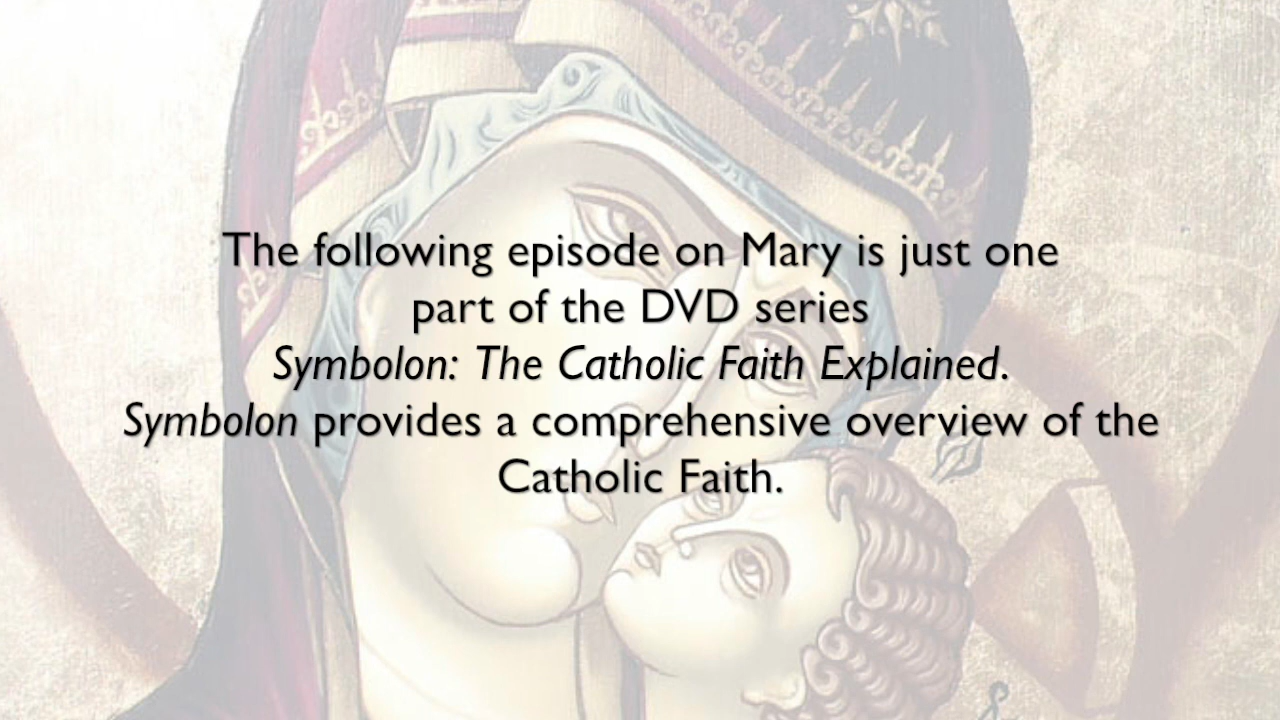 The following episode on Mary is just one
part of the DVD series
Symbolon: The Catholic Faith Explained.
Symbolon provides a comprehensive overview of the
Catholic Faith.